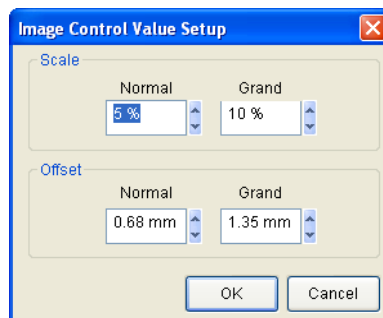 Image Control Value Setup
Scale
Normal Grand
5 % 10 %
Offset
Normal Grand
0.68 mm 1.35 mm
OK Cancel